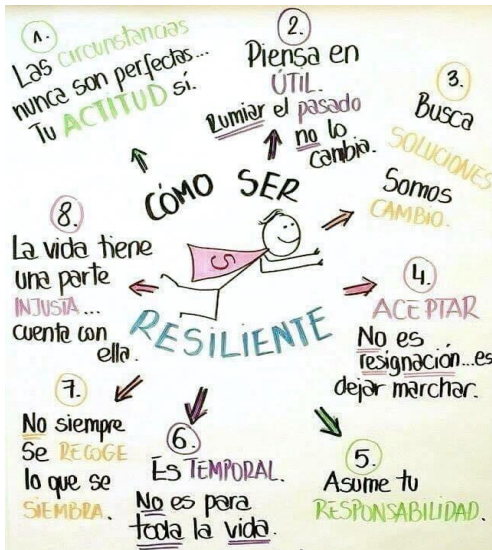 1.
Las circunstancias
nunca son perfectas...
Tu ACTITUD sí.
2.
Piensa en
ÚTIL.
Rumiar el pasado
no lo
cambia.
3.
Busca
SOLUCIONES
Somos
CAMBIO.
CÓMO SER
S
RESILIENTE
4.
ACEPTAR
No es
resignación...es
dejar marchar.
5.
Asume tu
RESPONSABILIDAD.
6.
Es TEMPORAL.
No es para
toda la vida.
7.
No siempre
Se RECOGE
lo que se
SIEMBRA.
8.
La vida tiene
una parte
INJUSTA...
cuenta con
ella.